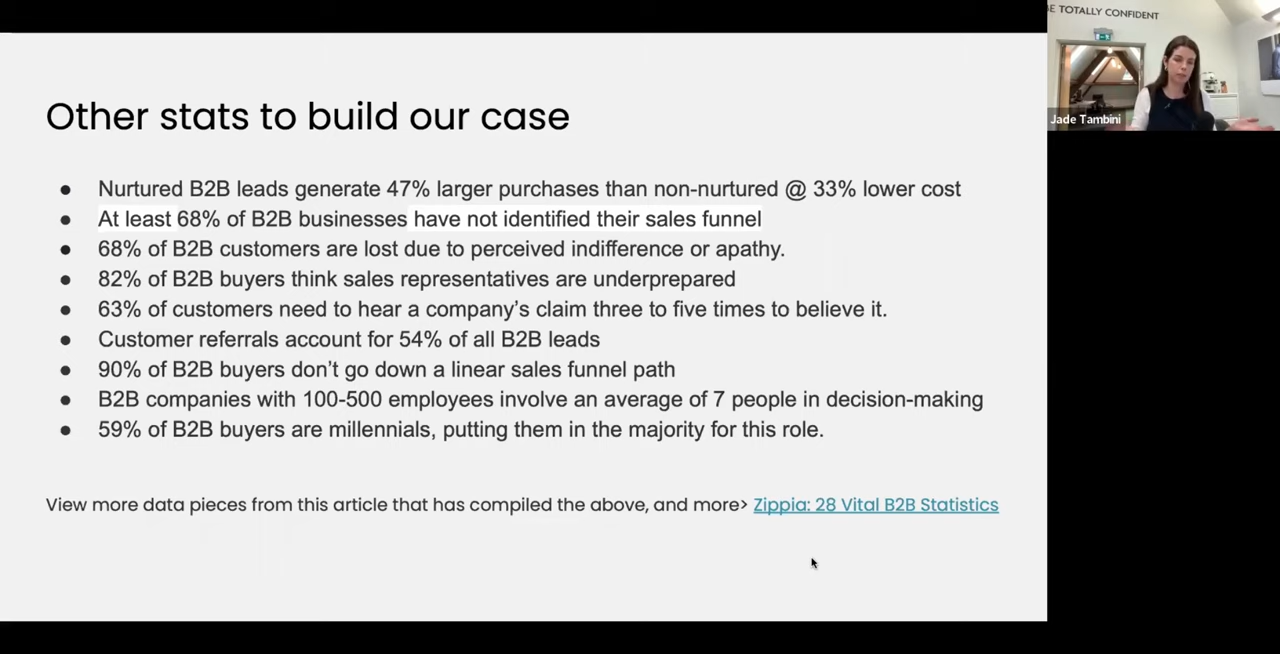 Other stats to build our case
● Nurtured B2B leads generate 47% larger purchases than non-nurtured @ 33% lower cost
● At least 68% of B2B businesses have not identified their sales funnel
● 68% of B2B customers are lost due to perceived indifference or apathy.
● 82% of B2B buyers think sales representatives are underprepared
● 63% of customers need to hear a company's claim three to five times to believe it.
● Customer referrals account for 54% of all B2B leads
● 90% of B2B buyers don't go down a linear sales funnel path
● B2B companies with 100-500 employees involve an average of 7 people in decision-making
● 59% of B2B buyers are millennials, putting them in the majority for this role.
View more data pieces from this article that has compiled the above, and more> Zippia: 28 Vital B2B Statistics
TOTALLY CONFIDENT
Jade Tambini